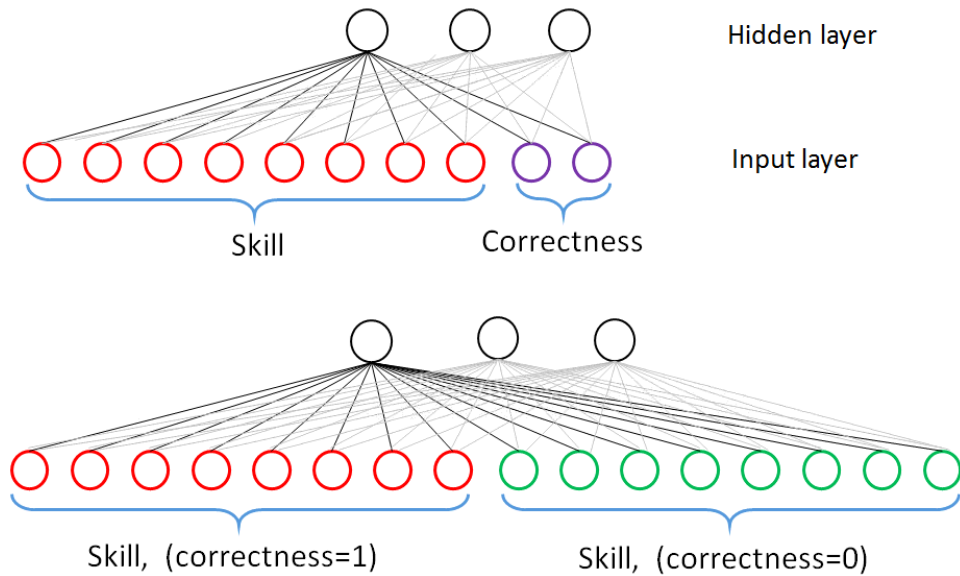 Hidden layer
Input layer
Skill
Correctness
Skill,  (correctness=1)
Skill,  (correctness=0)